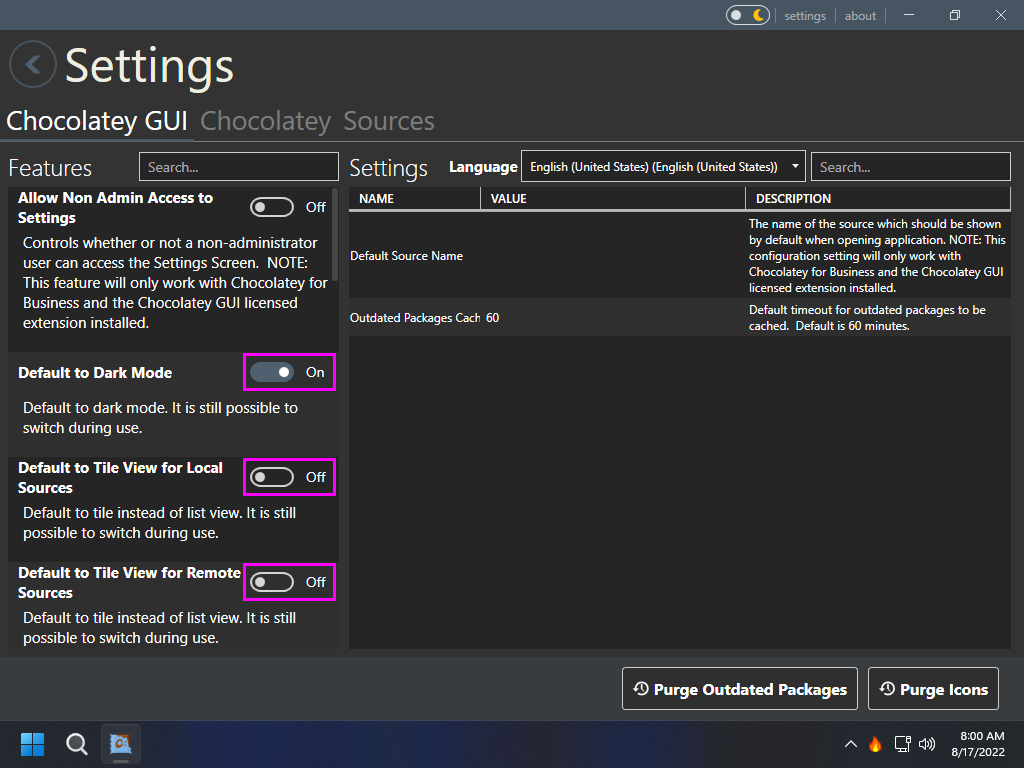 settings
about
Settings
Chocolatey GUI
Chocolatey
Sources
Features
Search...
Settings
Language
English (United States) (English (United States))
Search...
Allow Non Admin Access to
Settings
Off
Controls whether or not a non-administrator
user can access the Settings Screen.  NOTE:
This feature will only work with Chocolatey for
Business and the Chocolatey GUI licensed
extension installed.
Default to Dark Mode
On
Default to dark mode. It is still possible to
switch during use.
Default to Tile View for Local
Sources
Off
Default to tile instead of list view. It is still
possible to switch during use.
Default to Tile View for Remote
Sources
Off
Default to tile instead of list view. It is still
possible to switch during use.
NAME
VALUE
DESCRIPTION
Default Source Name
The name of the source which should be shown
by default when opening application. NOTE: This
configuration setting will only work with
Chocolatey for Business and the Chocolatey GUI
licensed extension installed.
Outdated Packages Cach
60
Default timeout for outdated packages to be
cached.  Default is 60 minutes.
Purge Outdated Packages
Purge Icons
8:00 AM
8/17/2022